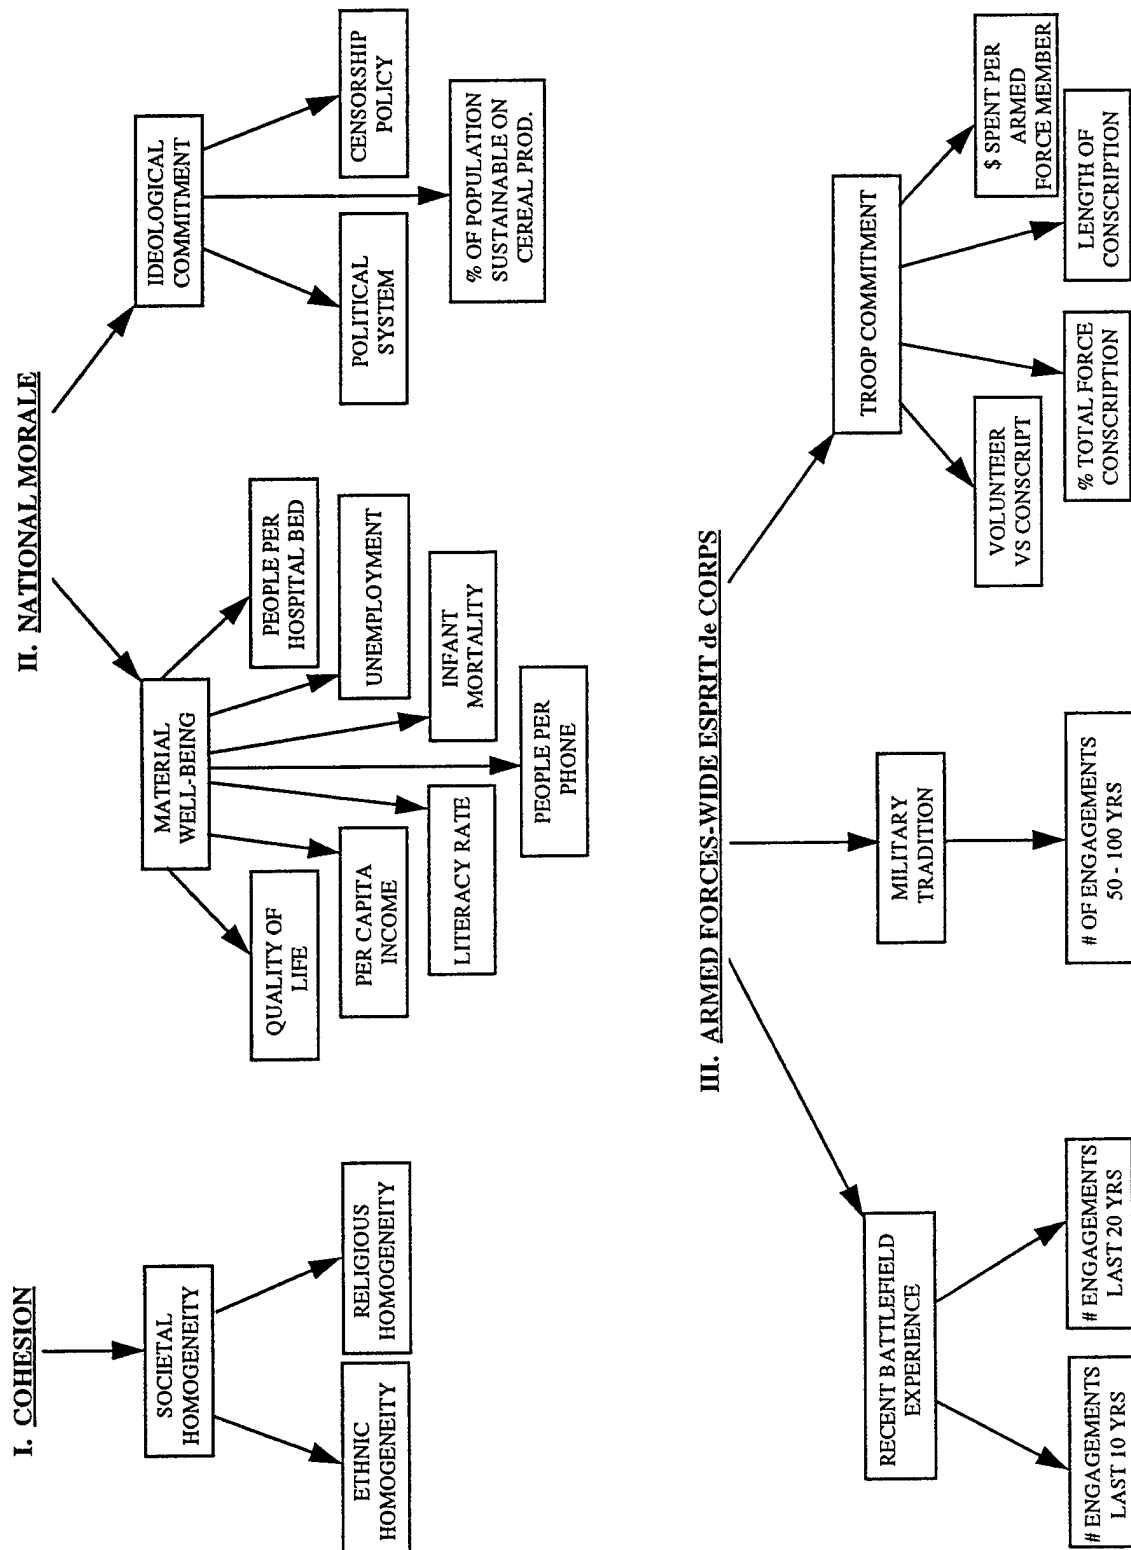 I. COHESION
SOCIETAL
HOMOGENEITY
ETHNIC
HOMOGENEITY
RELIGIOUS
HOMOGENEITY
II. NATIONAL MORALE
MATERIAL
WELL-BEING
QUALITY OF
LIFE
PER CAPITA
INCOME
LITERACY RATE
PEOPLE PER
PHONE
INFANT
MORTALITY
UNEMPLOYMENT
PEOPLE PER
HOSPITAL BED
IDEOLOGICAL
COMMITMENT
POLITICAL
SYSTEM
% OF POPULATION
SUSTAINABLE ON
CEREAL PROD.
CENSORSHIP
POLICY
III. ARMED FORCES-WIDE ESPRIT de CORPS
RECENT BATTLEFIELD
EXPERIENCE
# ENGAGEMENTS
LAST 10 YRS
# ENGAGEMENTS
LAST 20 YRS
MILITARY
TRADITION
# OF ENGAGEMENTS
50 - 100 YRS
TROOP COMMITMENT
VOLUNTEER
VS CONSCRIPT
% TOTAL FORCE
CONSCRIPTION
LENGTH OF
CONSCRIPTION
$ SPENT PER
ARMED
FORCE MEMBER